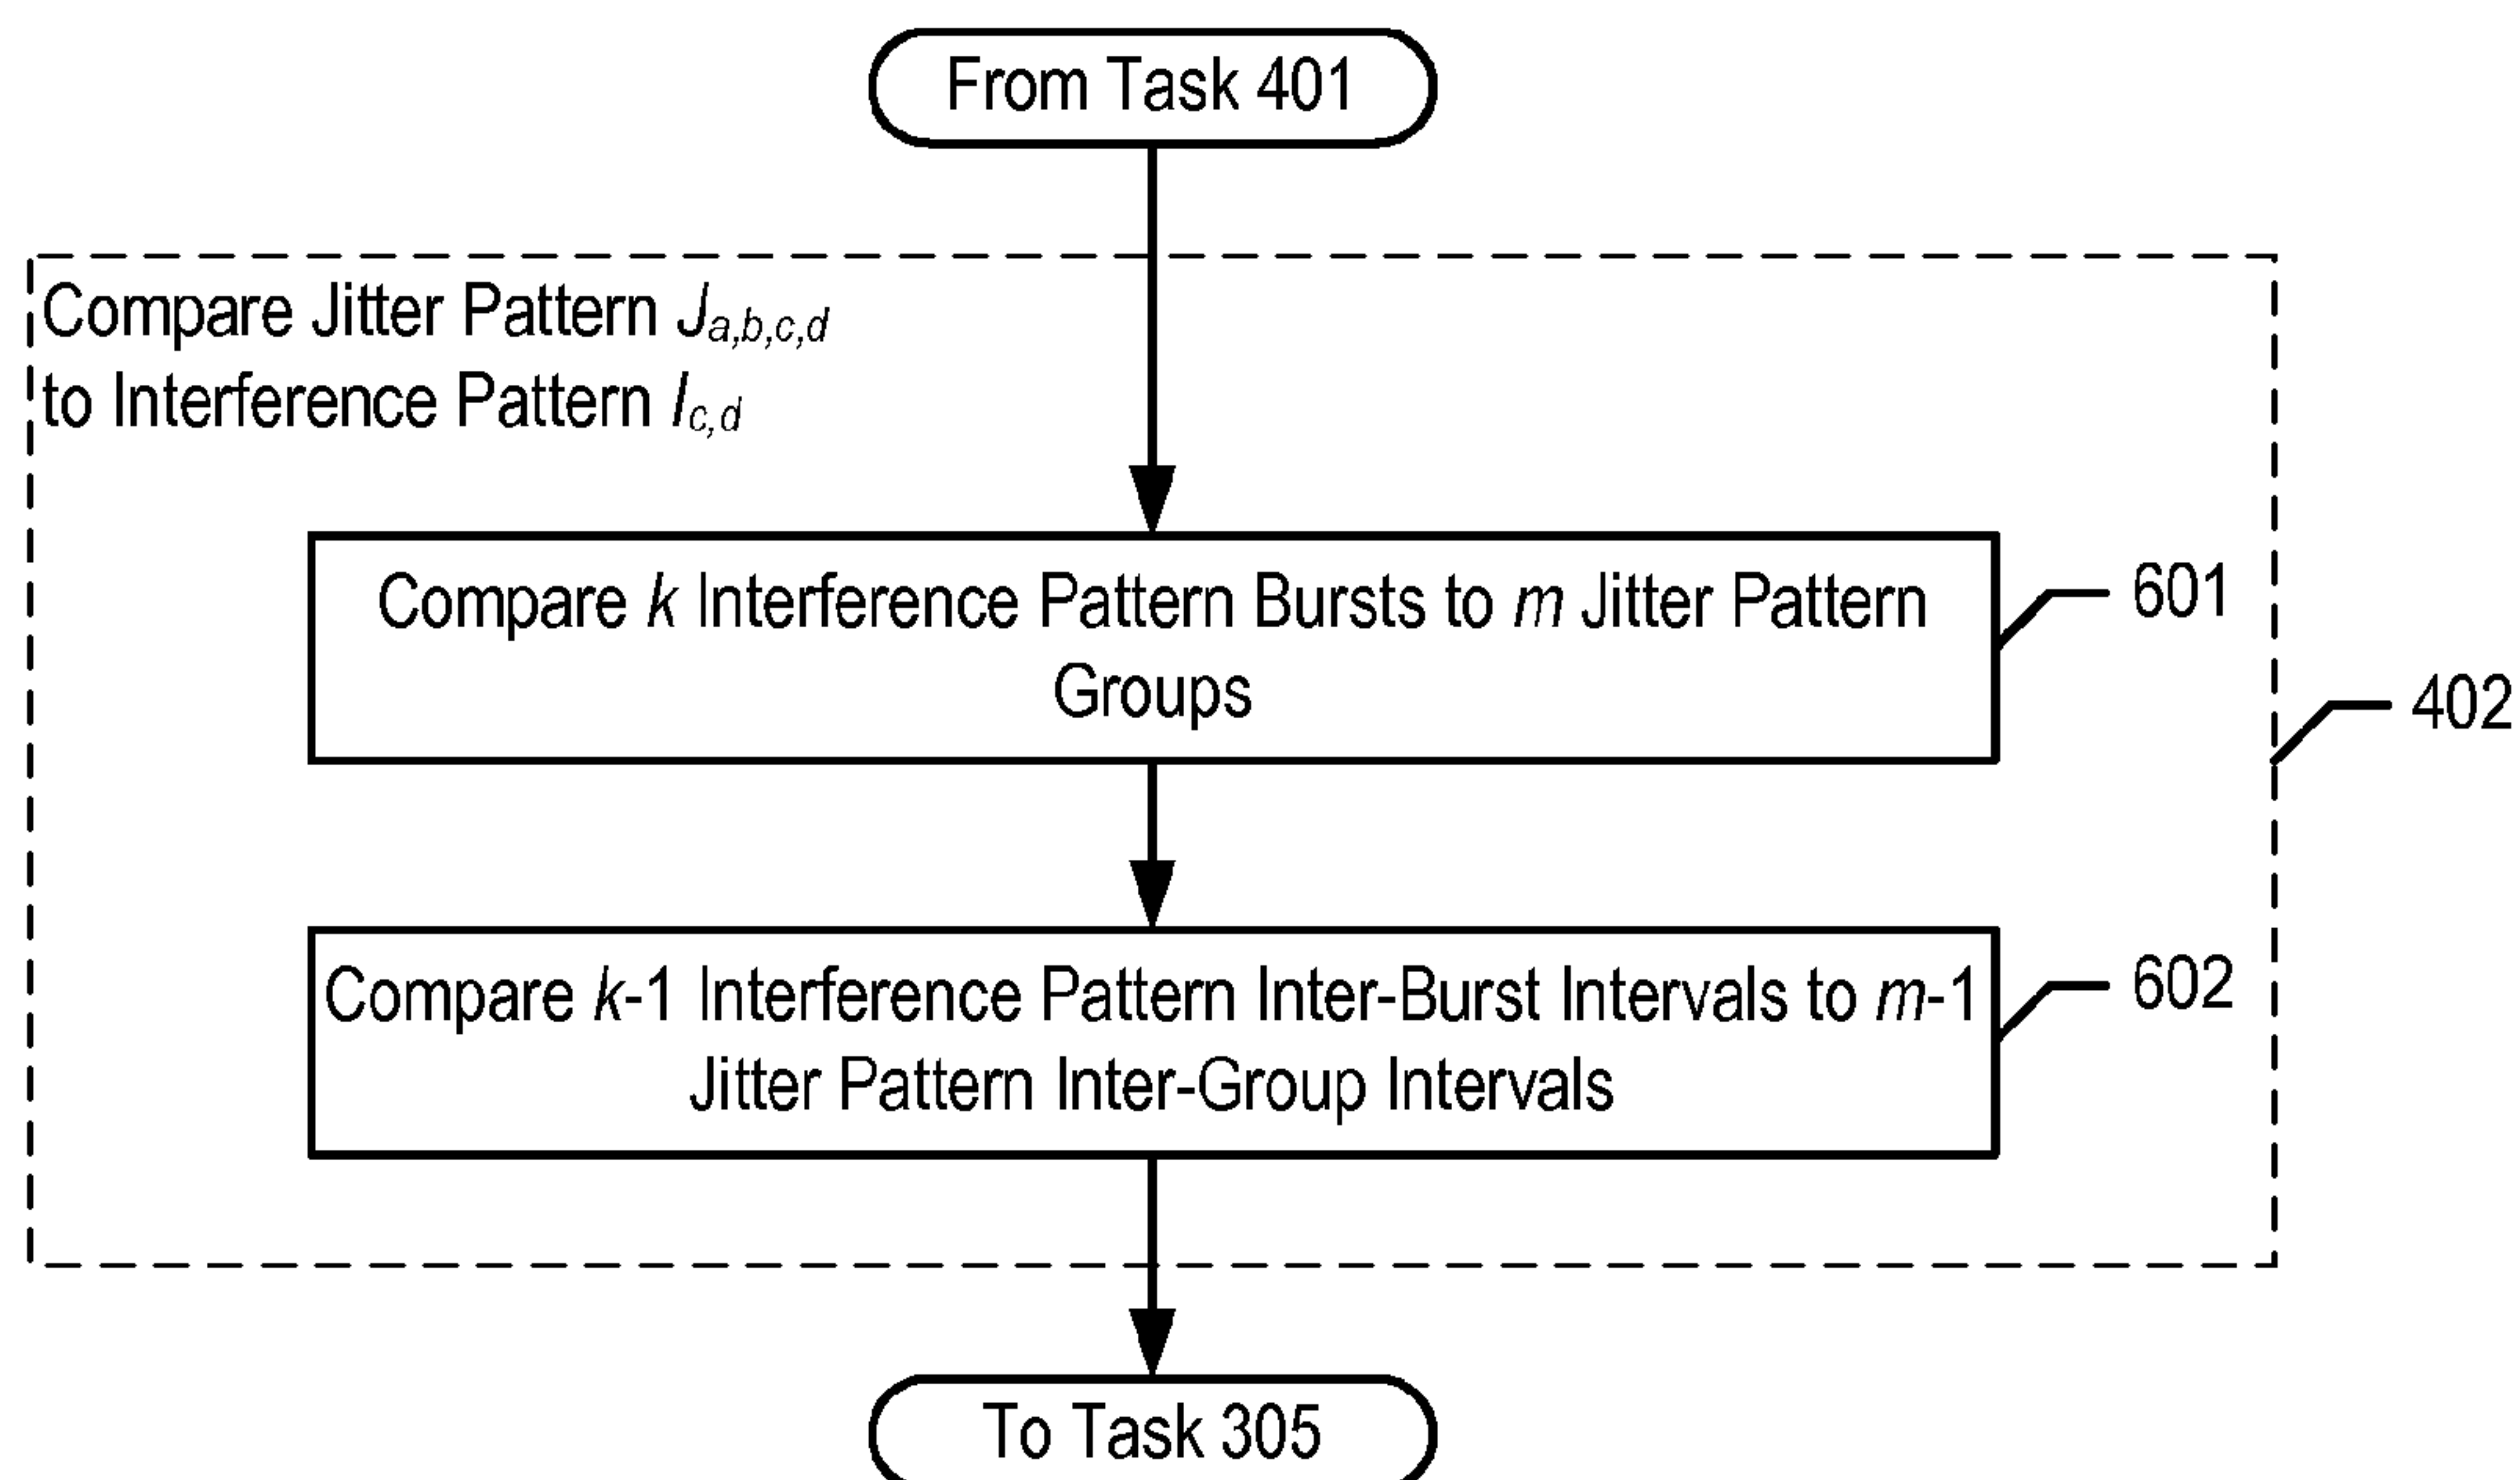 From Task 401
Compare Jitter Pattern Ja,b,c,d
to Interference Pattern Ic,d
Compare k Interference Pattern Bursts to m Jitter Pattern
Groups
601
402
Compare k-1 Interference Pattern Inter-Burst Intervals to m-1
Jitter Pattern Inter-Group Intervals
602
To Task 305